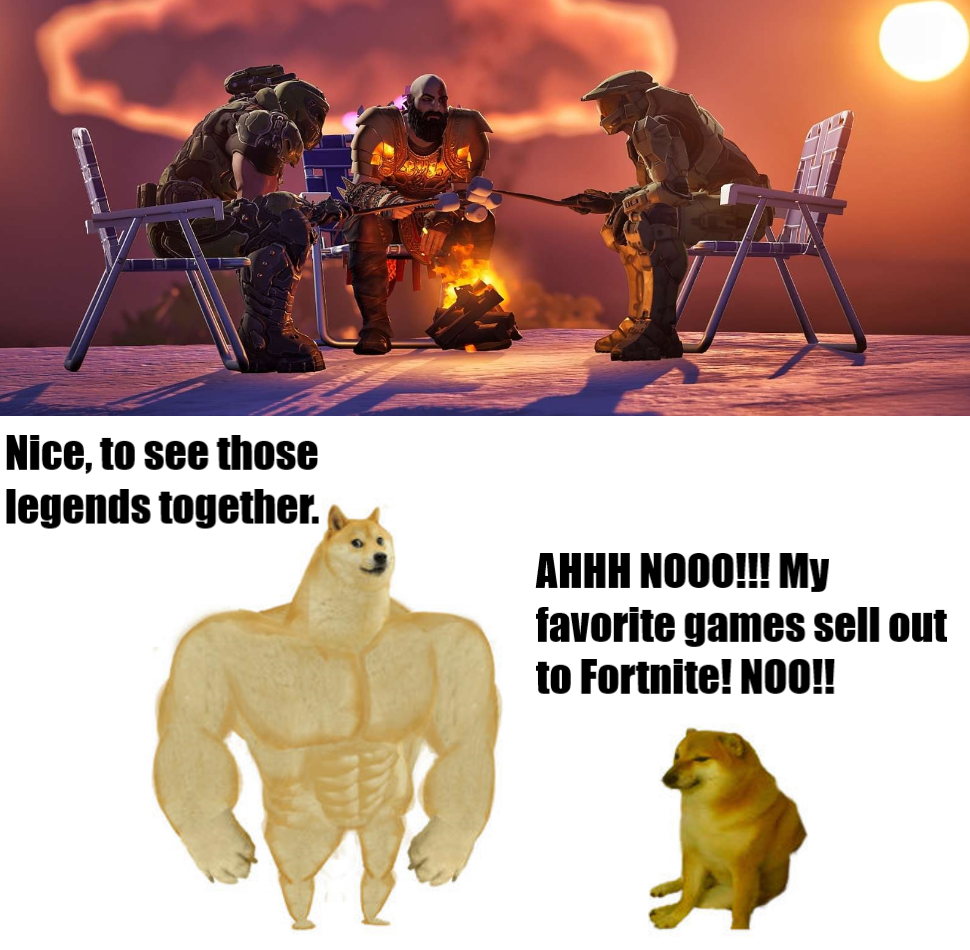 Nice, to see those
legends together.
AHHH NOOO!!! My
favorite games sell out
to Fortnite! NOO!!